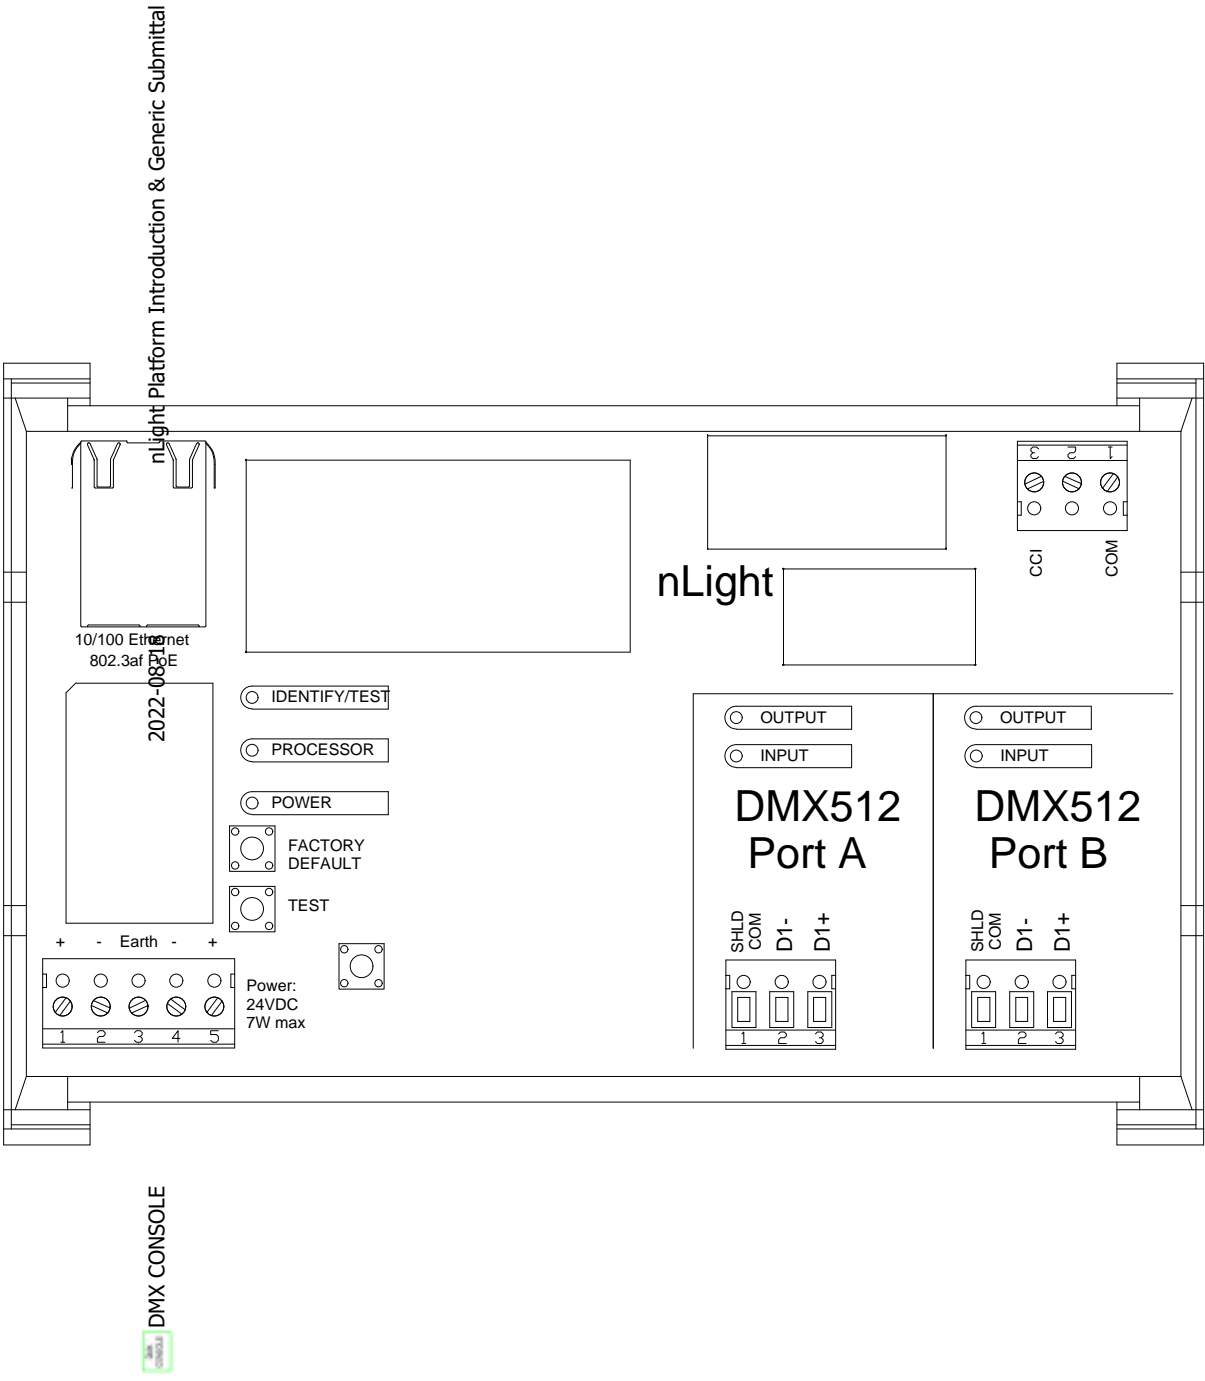 nLight Platform Introduction & Generic Submittal
3 2 1
CCI
COM
nLight
10/100 Ethernet
802.3af PoE
2022-08-18
IDENTIFY/TEST
PROCESSOR
POWER
FACTORY
DEFAULT
TEST
+ - Earth - +
1 2 3 4 5
Power:
24VDC
7W max
OUTPUT
INPUT
DMX512
Port A
SHLD
COM
D1-
D1+
1 2 3
OUTPUT
INPUT
DMX512
Port B
SHLD
COM
D1-
D1+
1 2 3
DMX CONSOLE
CONSOLE